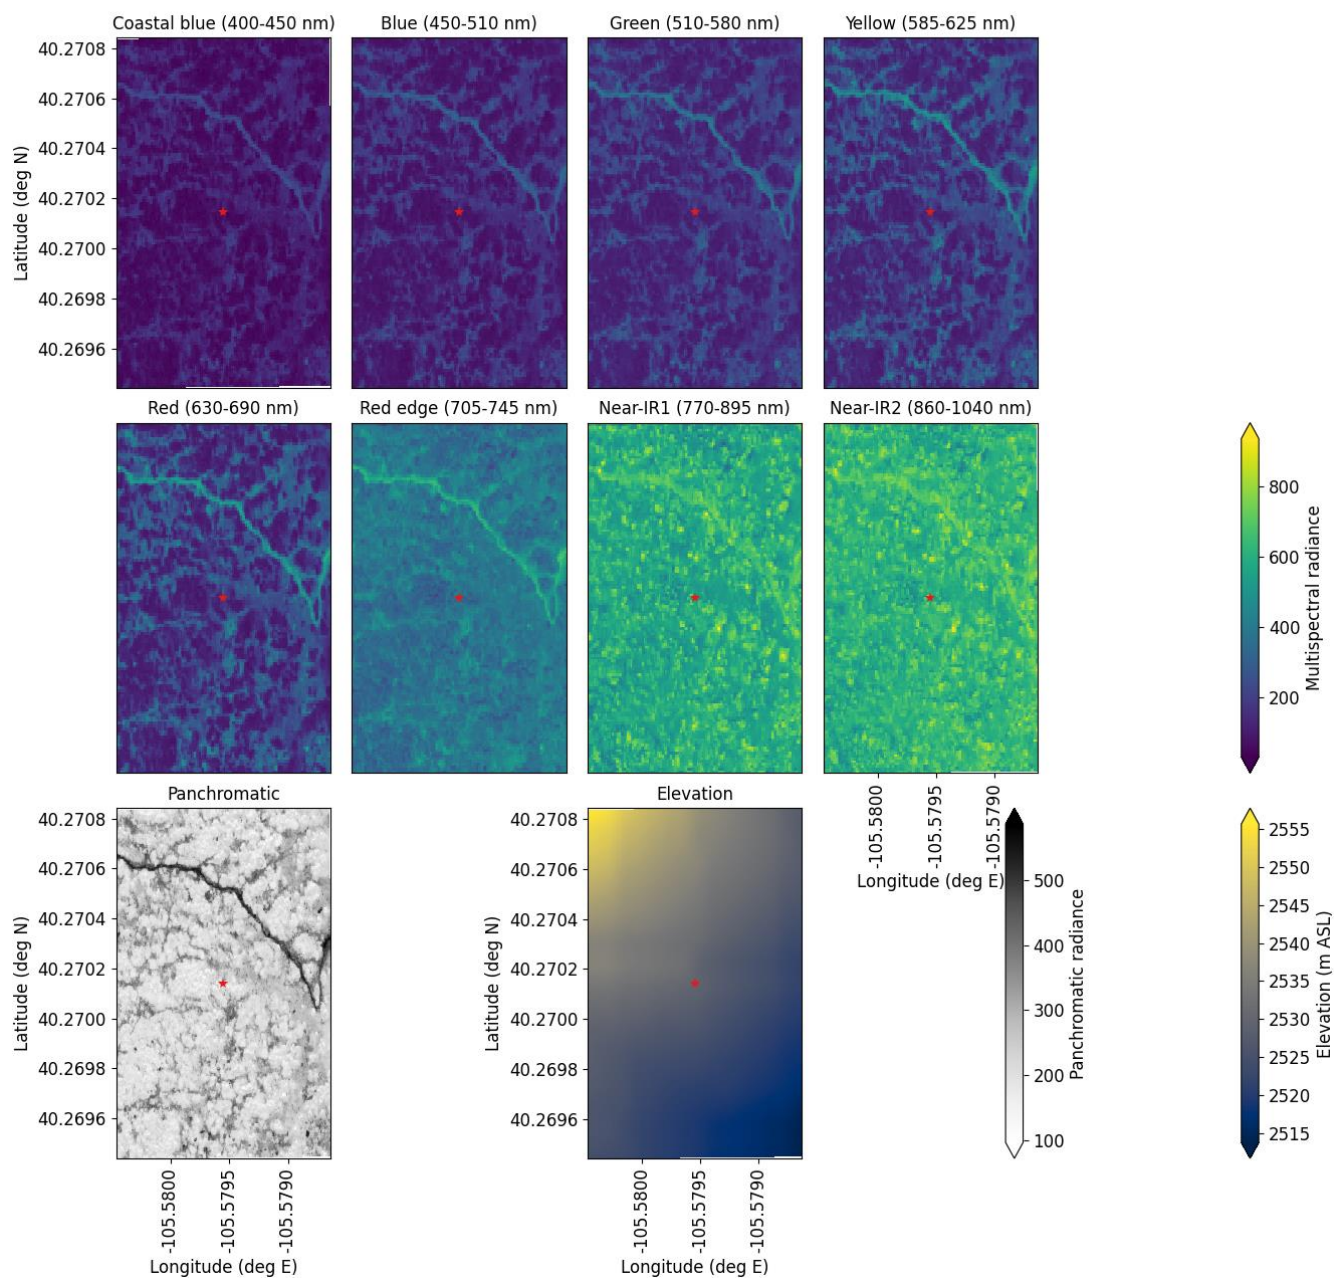 Coastal blue (400-450 nm)
Blue (450-510 nm)
Green (510-580 nm)
Yellow (585-625 nm)
40.2708
40.2706
40.2704
40.2702
40.2700
40.2698
40.2696
Latitude (deg N)
Red (630-690 nm)
Red edge (705-745 nm)
Near-IR1 (770-895 nm)
Near-IR2 (860-1040 nm)
-105.5800
-105.5795
-105.5790
Longitude (deg E)
800
600
400
200
Multispectral radiance
Panchromatic
40.2708
40.2706
40.2704
40.2702
40.2700
40.2698
40.2696
Latitude (deg N)
-105.5800
-105.5795
-105.5790
Longitude (deg E)
Elevation
40.2708
40.2706
40.2704
40.2702
40.2700
40.2698
40.2696
Latitude (deg N)
-105.5800
-105.5795
-105.5790
Longitude (deg E)
500
400
300
200
100
Panchromatic radiance
2555
2550
2545
2540
2535
2530
2525
2520
2515
Elevation (m ASL)